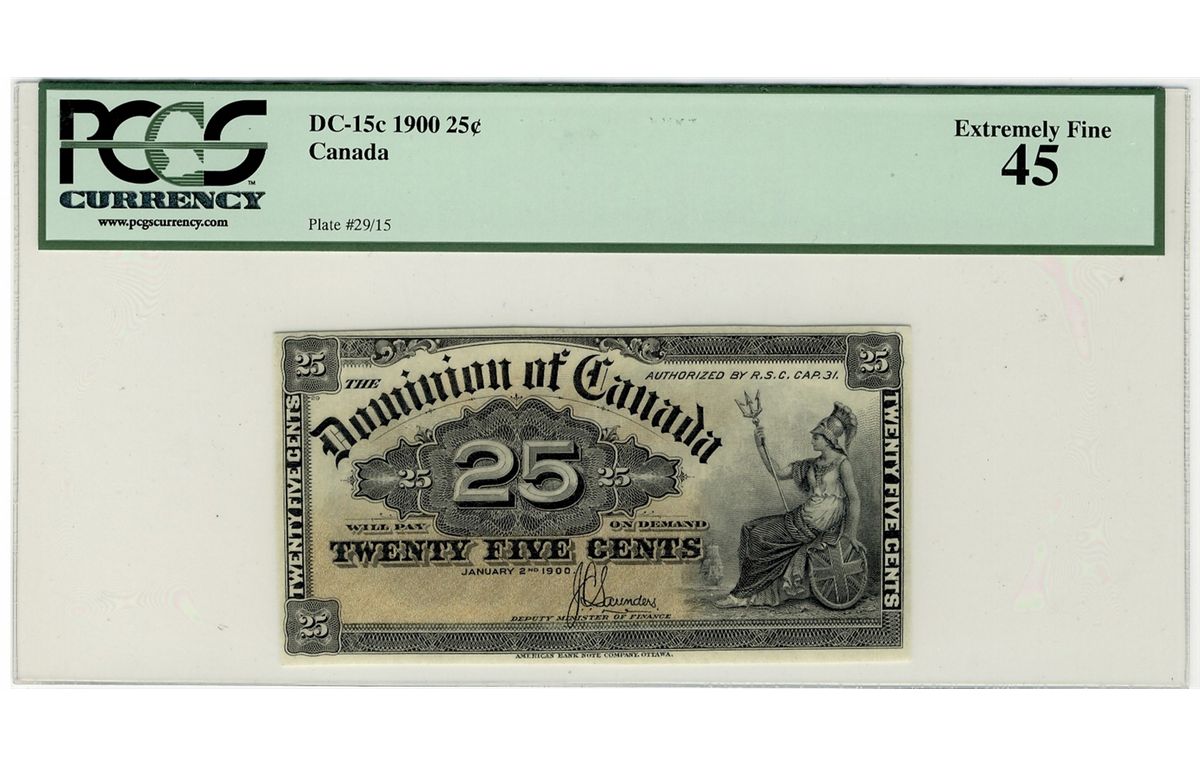 PCGS
CURRENCY
™
www.pcgscurrency.com
DC-15c 1900 25¢
Canada
Plate #29/15
Extremely Fine
45
25
25
THE Dominion of Canada
AUTHORIZED BY R.S.C. CAP. 31.
TWENTY FIVE CENTS
25 25 25
TWENTY FIVE CENTS
WILL PAY ON DEMAND
TWENTY FIVE CENTS
JANUARY 2ND 1900
J C Saunders
DEPUTY MINISTER OF FINANCE
25
AMERICAN BANK NOTE COMPANY, OTTAWA.